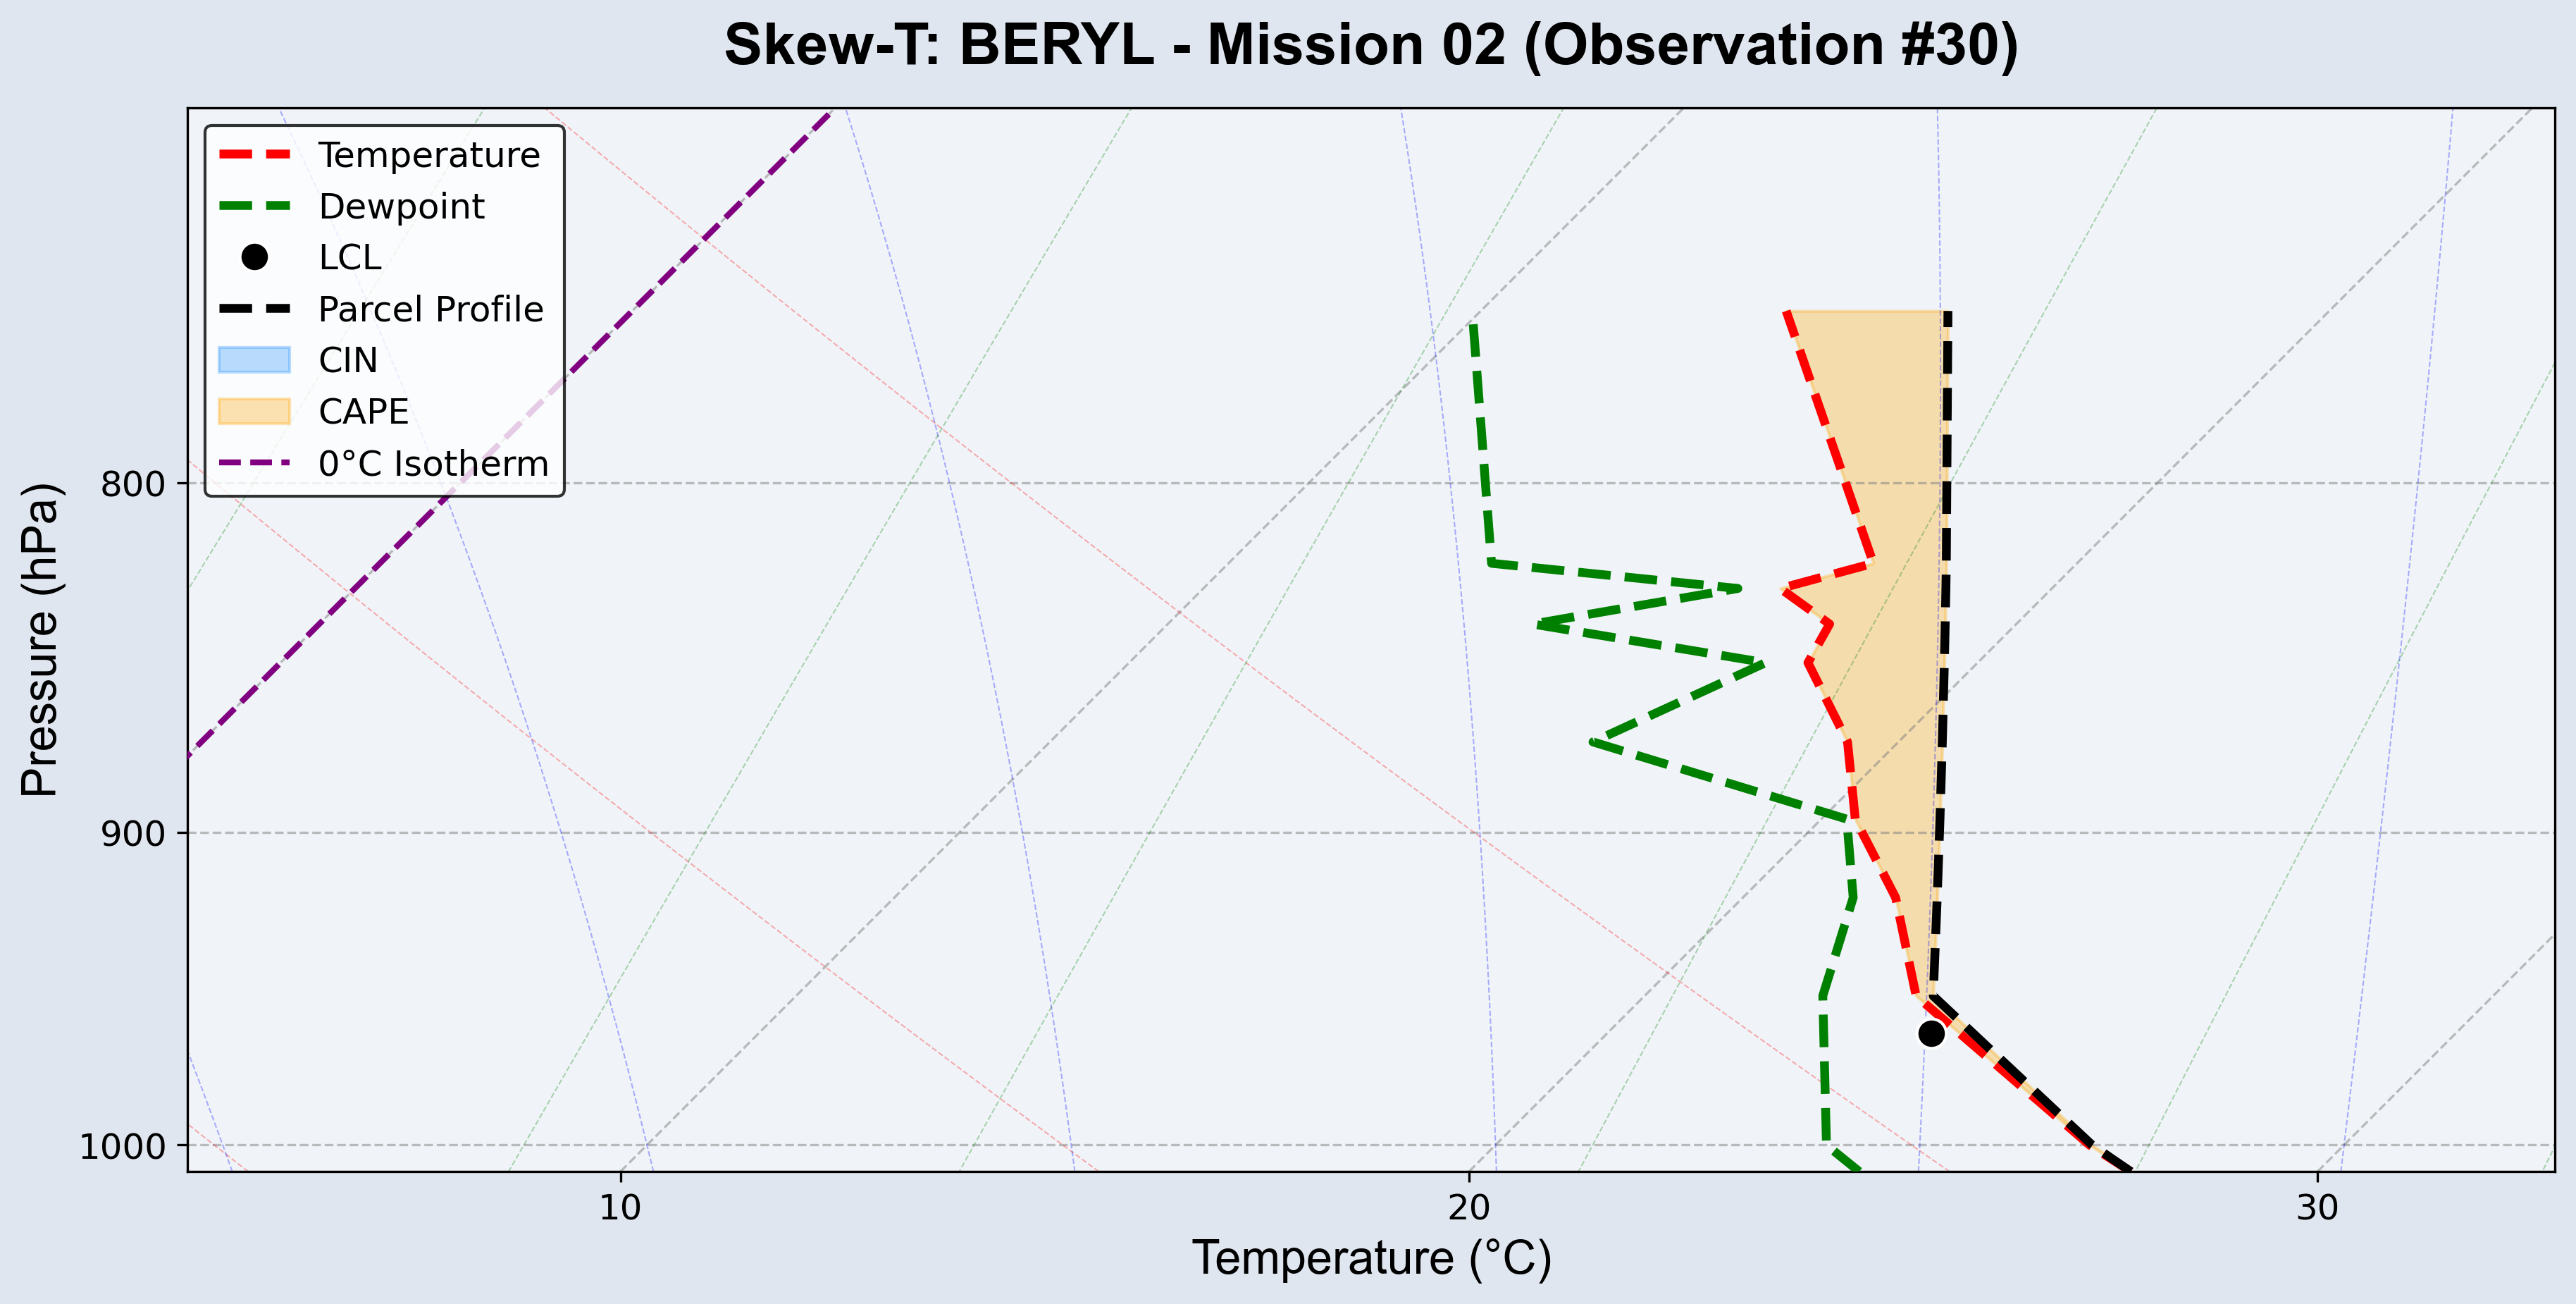 Skew-T: BERYL - Mission 02 (Observation #30)
Temperature
Dewpoint
LCL
Parcel Profile
CIN
CAPE
0°C Isotherm
Pressure (hPa)
800
900
1000
10
20
30
Temperature (°C)